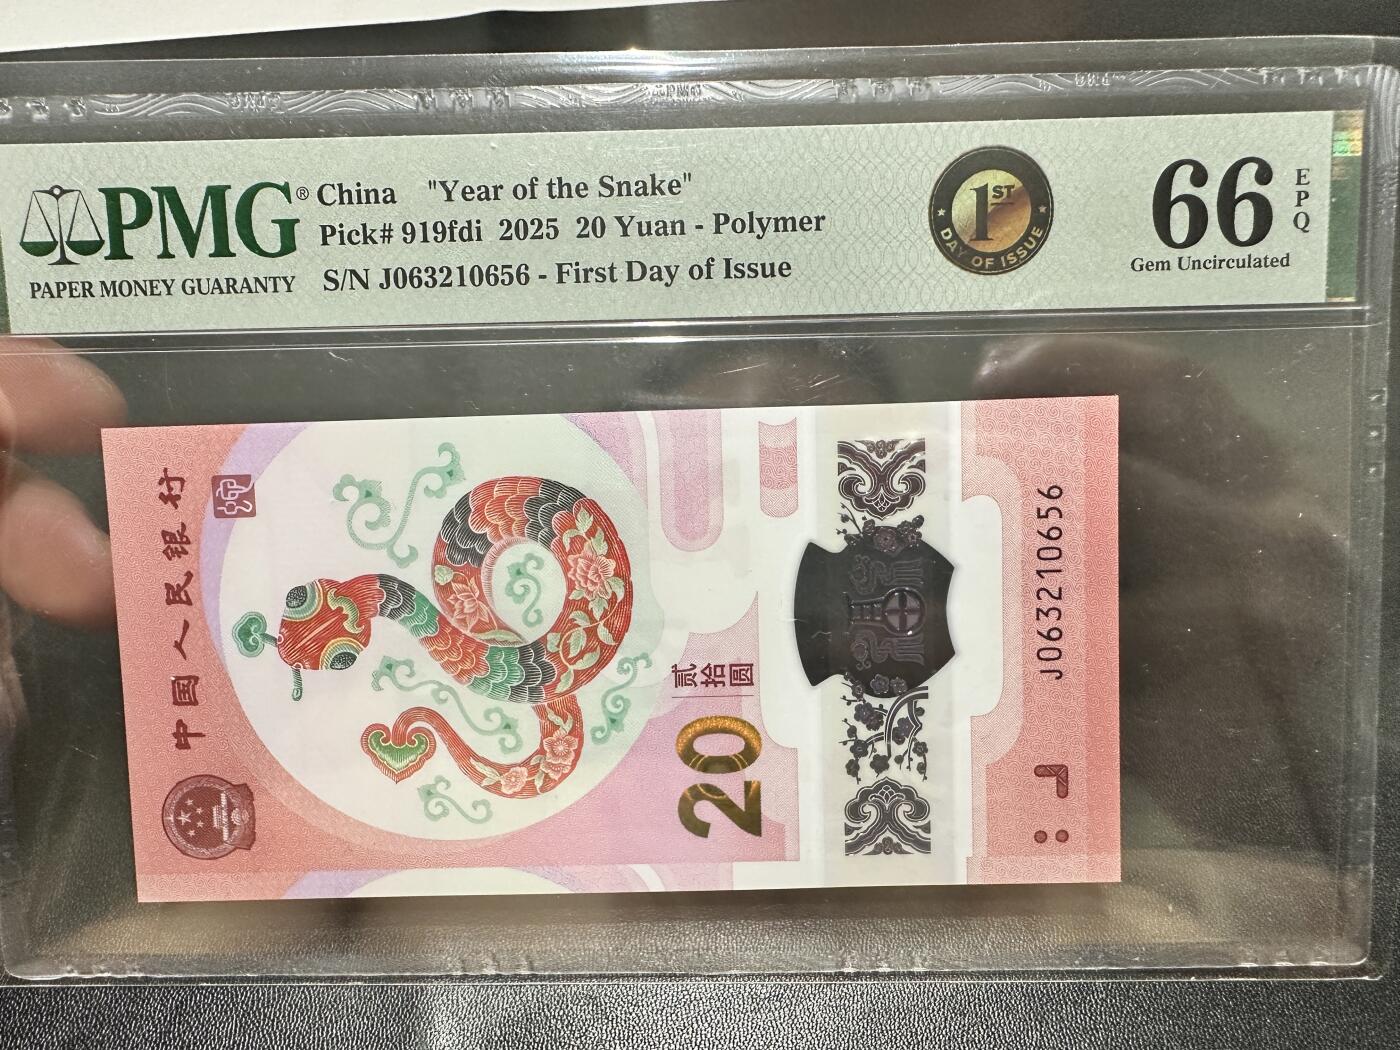 PMG®
PAPER MONEY GUARANTY
China "Year of the Snake"
Pick# 919fdi 2025 20 Yuan - Polymer
S/N J063210656 - First Day of Issue
1ST
DAY OF ISSUE
66
EPQ
Gem Uncirculated
中国人民银行
贰拾圆
20
J063210656